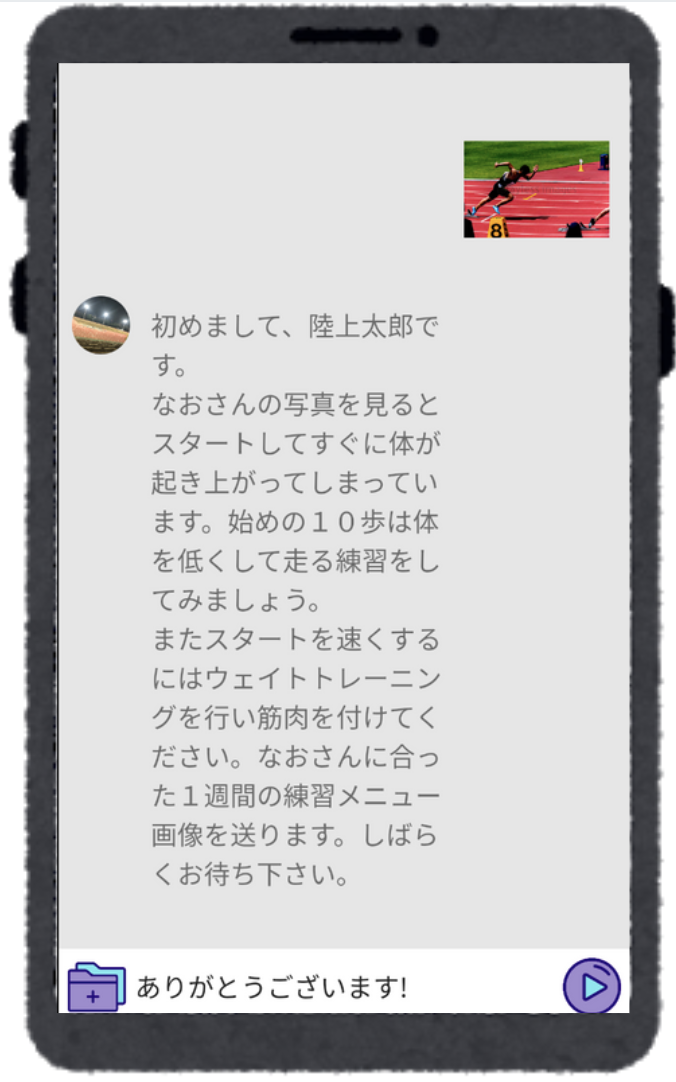 8
初めまして、陸上太郎で
す。
なおさんの写真を見ると
スタートしてすぐに体が
起き上がってしまってい
ます。始めの１０歩は体
を低くして走る練習をし
てみましょう。
またスタートを速くする
にはウェイトトレーニン
グを行い筋肉を付けてく
ださい。なおさんに合っ
た１週間の練習メニュー
画像を送ります。しばら
くお待ち下さい。
ありがとうございます!